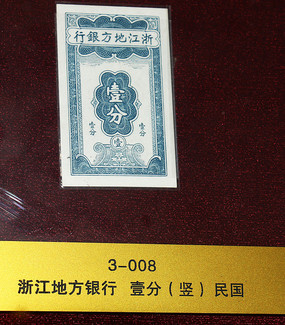 行銀方地江浙
壹
分
壹分 壹分
壹
3-008
浙江地方银行 壹分（竖）民国